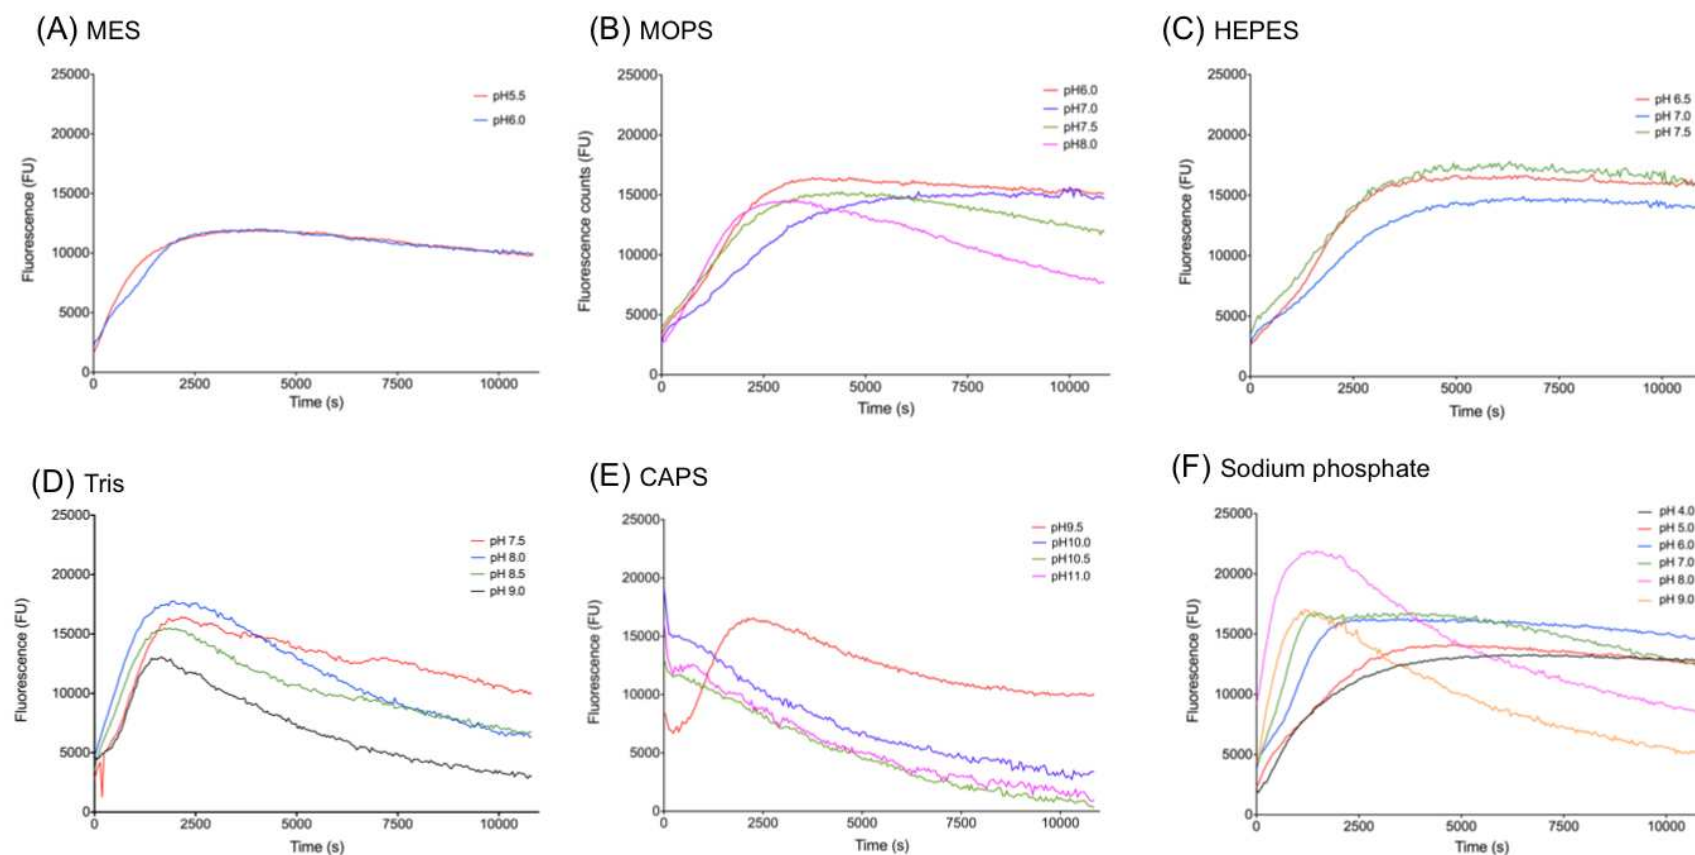 (A) MES
25000
20000
15000
10000
5000
0
0 2500 5000 7500 10000
Fluorescence (FU)
Time (s)
pH5.5
pH6.0
(B) MOPS
25000
20000
15000
10000
5000
0
0 2500 5000 7500 10000
Fluorescence counts (FU)
Time (s)
pH6.0
pH7.0
pH7.5
pH8.0
(C) HEPES
25000
20000
15000
10000
5000
0
0 2500 5000 7500 10000
Fluorescence (FU)
Time (s)
pH 6.5
pH 7.0
pH 7.5
(D) Tris
25000
20000
15000
10000
5000
0
0 2500 5000 7500 10000
Fluorescence (FU)
Time (s)
pH 7.5
pH 8.0
pH 8.5
pH 9.0
(E) CAPS
25000
20000
15000
10000
5000
0
0 2500 5000 7500 10000
Fluorescence (FU)
Time (s)
pH9.5
pH10.0
pH10.5
pH11.0
(F) Sodium phosphate
25000
20000
15000
10000
5000
0
0 2500 5000 7500 10000
Fluorescence (FU)
Time (s)
pH 4.0
pH 5.0
pH 6.0
pH 7.0
pH 8.0
pH 9.0